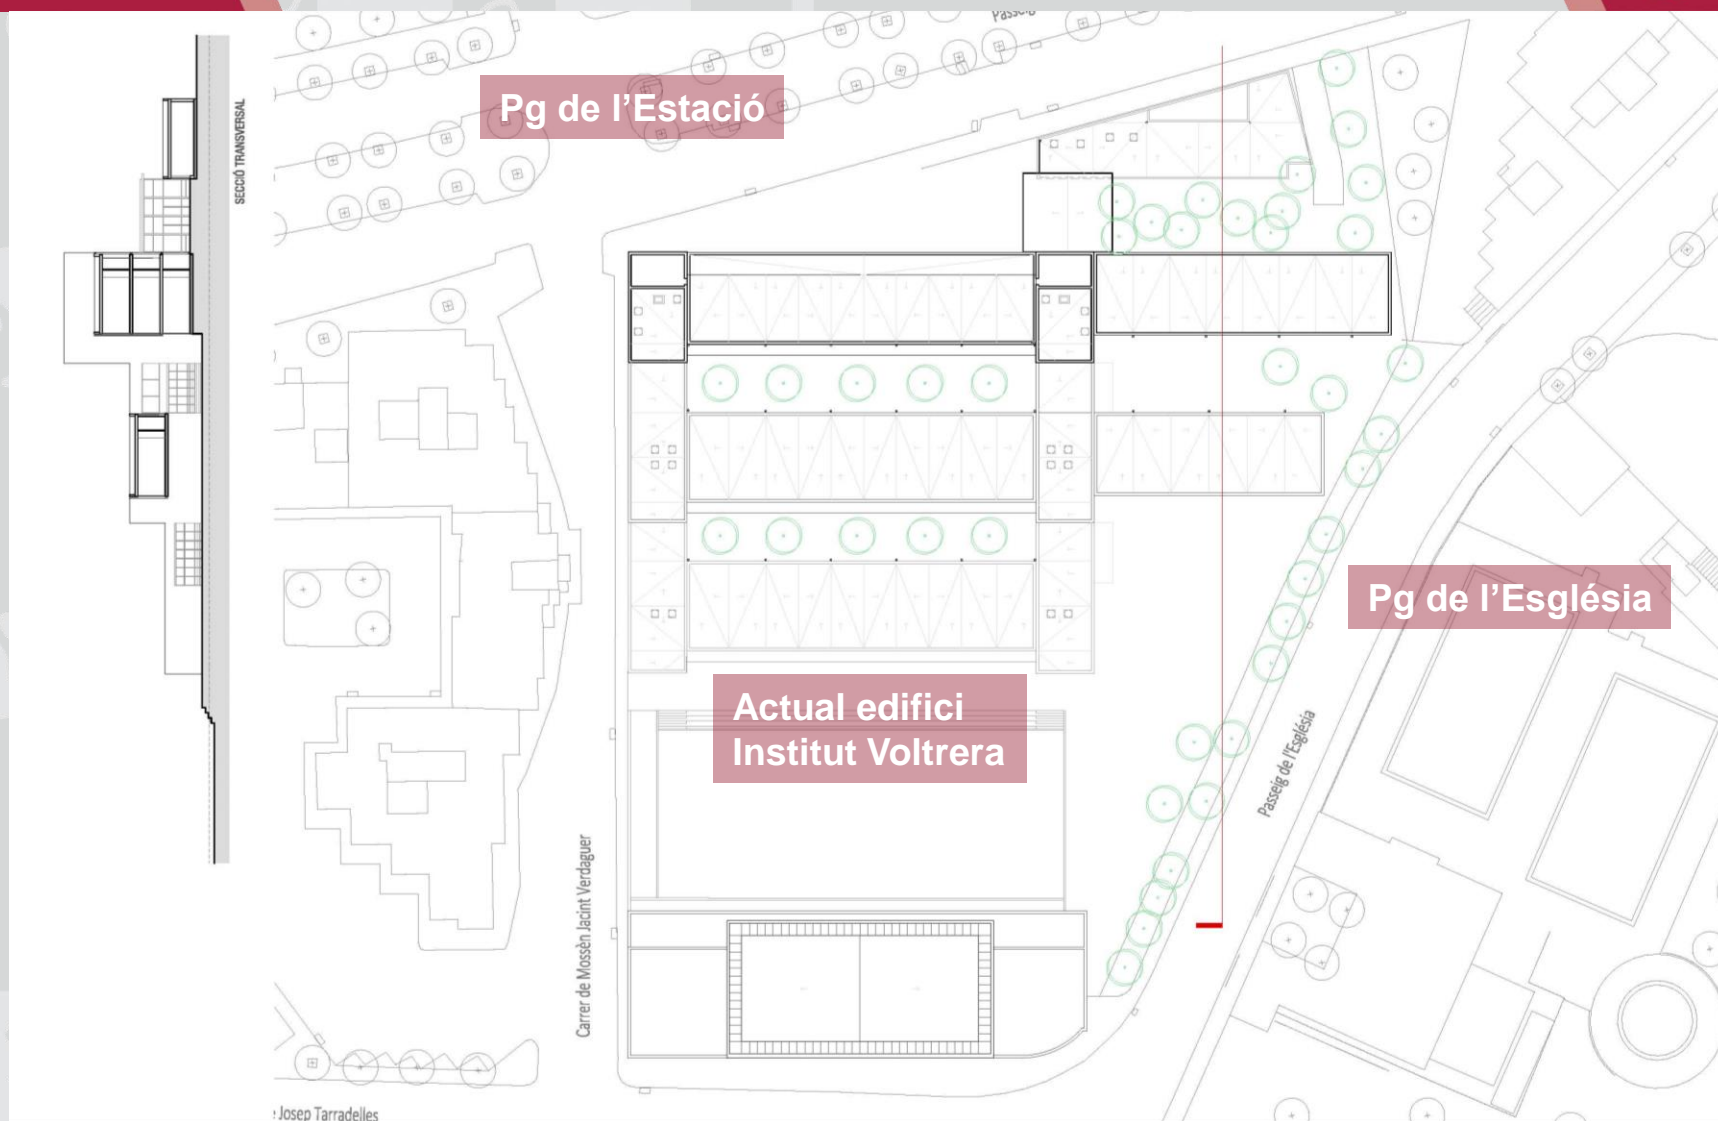 Passeig
Pg de l'Estació
SECCIÓ TRANSVERSAL
Pg de l'Església
Actual edifici
Institut Voltrera
Passeig de l'Església
Carrer de Mossèn Jacint Verdaguer
Josep Tarradelles